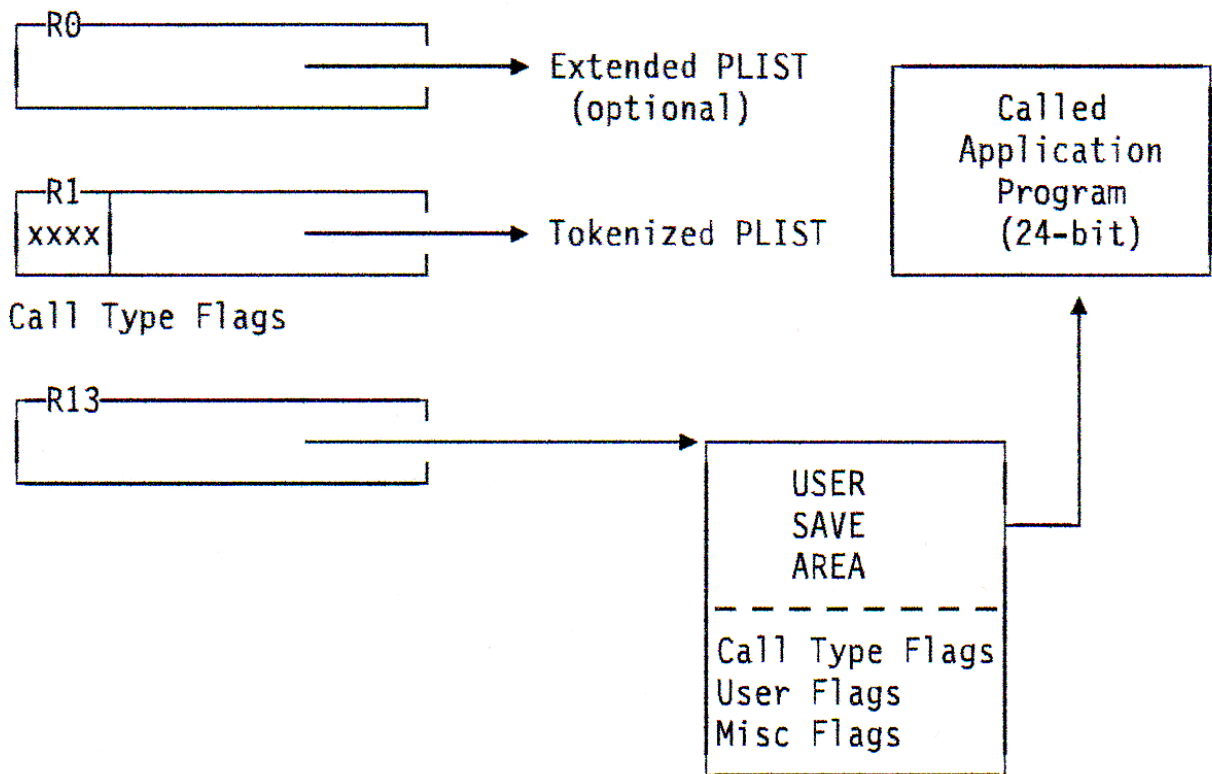 R0
Extended PLIST
(optional)
Called
Application
Program
(24-bit)
R1
xxxx
Tokenized PLIST
Call Type Flags
R13
USER
SAVE
AREA
Call Type Flags
User Flags
Misc Flags